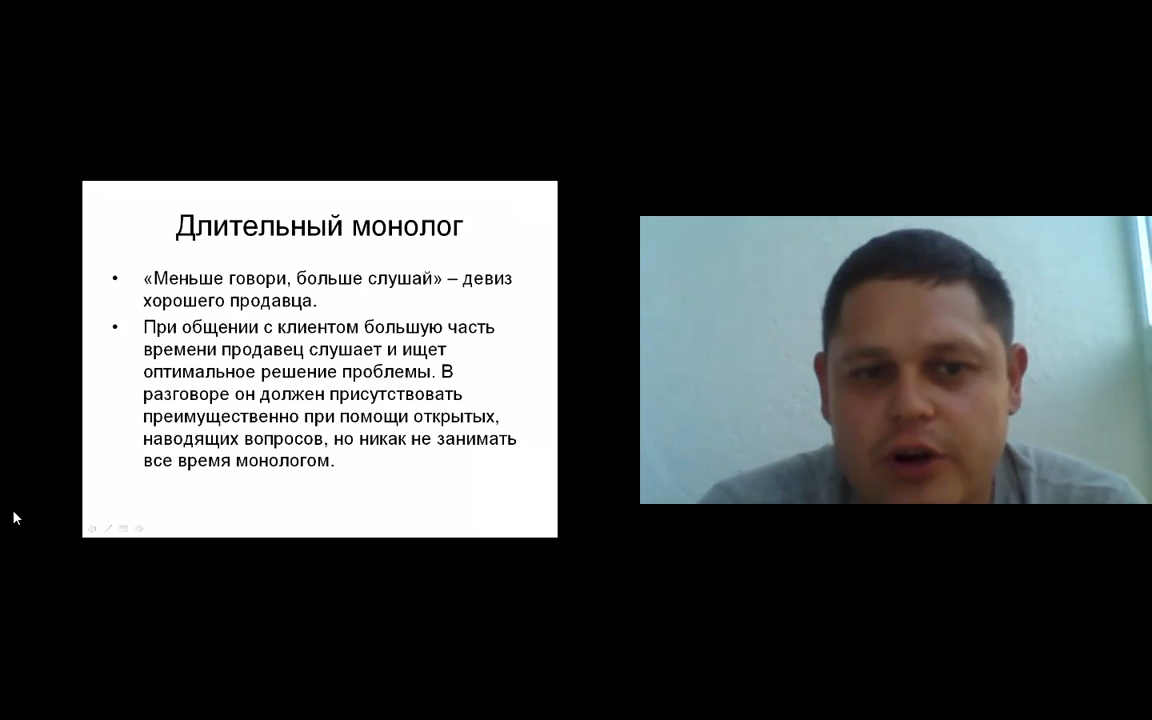 Длительный монолог
• «Меньше говори, больше слушай» – девиз
хорошего продавца.
• При общении с клиентом большую часть
времени продавец слушает и ищет
оптимальное решение проблемы. В
разговоре он должен присутствовать
преимущественно при помощи открытых,
наводящих вопросов, но никак не занимать
все время монологом.